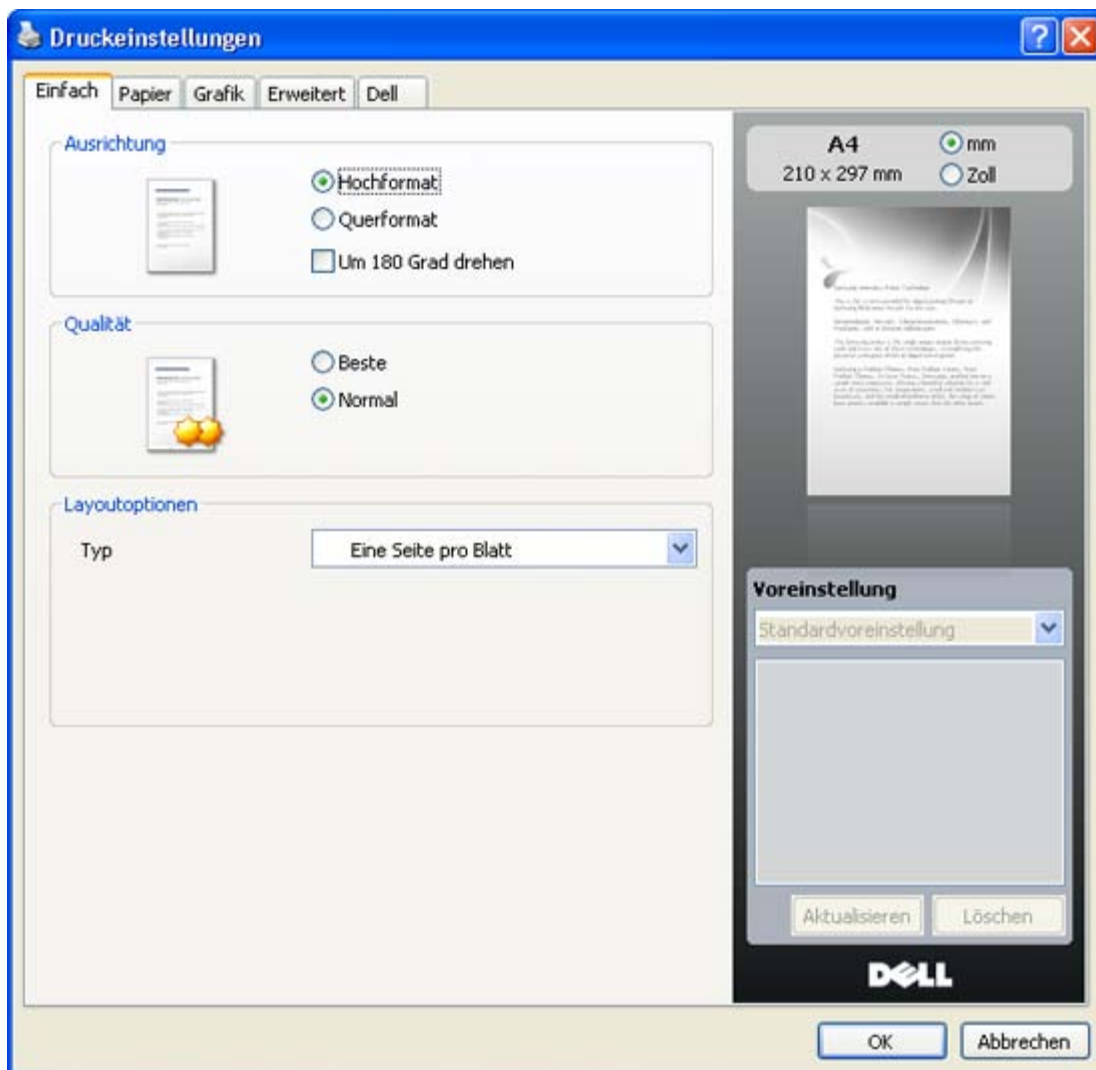 Druckeinstellungen
Einfach Papier Grafik Erweitert Dell
Ausrichtung
Hochformat
Querformat
Um 180 Grad drehen
Qualität
Beste
Normal
Layoutoptionen
Typ Eine Seite pro Blatt
A4 mm
210 x 297 mm Zoll
Voreinstellung
Standardvoreinstellung
Aktualisieren Löschen
DELL
OK Abbrechen